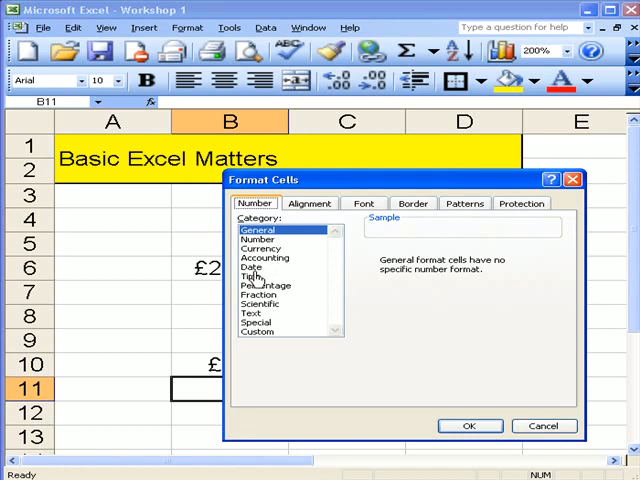 Microsoft Excel - Workshop 1
File Edit View Insert Format Tools Data Window Help Type a question for help
200%
Arial 10 B A
B11 fx
A B C D E
1
Basic Excel Matters
2
Format Cells
3
Number Alignment Font Border Patterns Protection
4
Category:
Sample
General
Number
5
Currency
General format cells have no
specific number format.
Accounting
6 £2
Date
Percentage
7
Fraction
Scientific
8
Text
Special
Custom
9
10 £
11
12
OK Cancel
13
Ready NUM